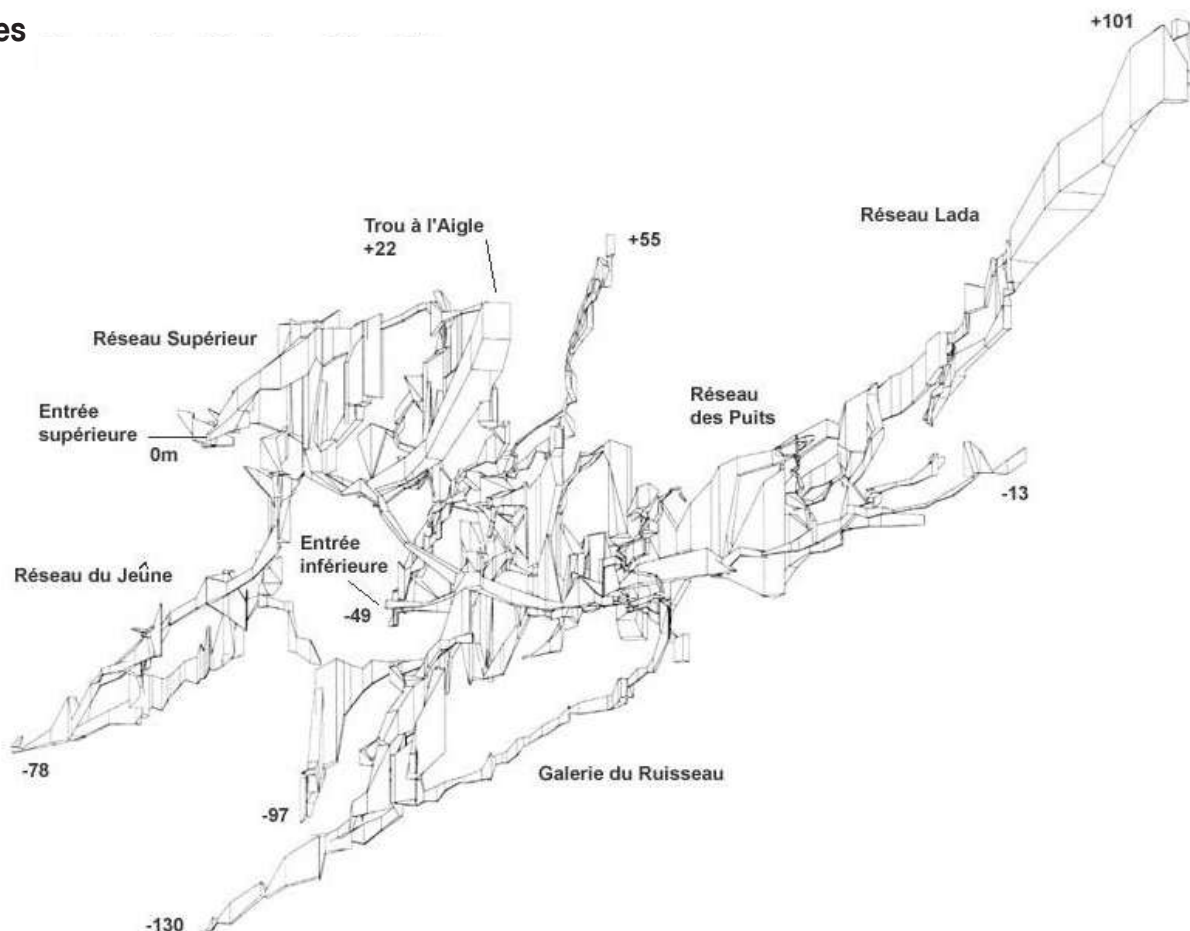 es
+101
Réseau Lada
Trou à l'Aigle
+22
+55
Réseau Supérieur
Réseau
des Puits
Entrée
supérieure
0m
-13
Entrée
inférieure
Réseau du Jeûne
-49
-78
Galerie du Ruisseau
-97
-130